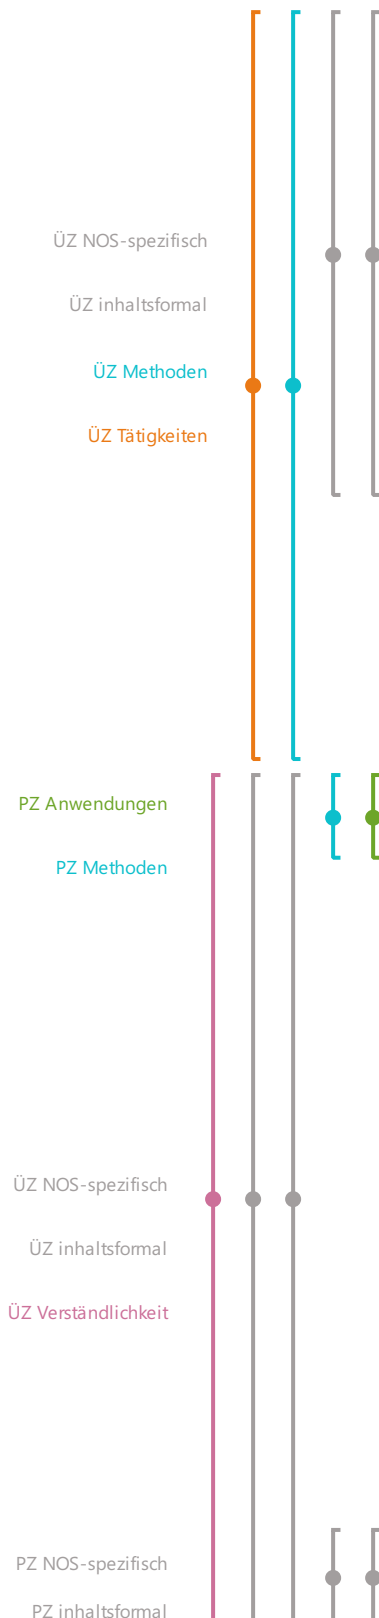 ÜZ NOS-spezifisch
ÜZ inhaltsformal
ÜZ Methoden
ÜZ Tätigkeiten
PZ Anwendungen
PZ Methoden
ÜZ NOS-spezifisch
ÜZ inhaltsformal
ÜZ Verständlichkeit
PZ NOS-spezifisch
PZ inhaltsformal